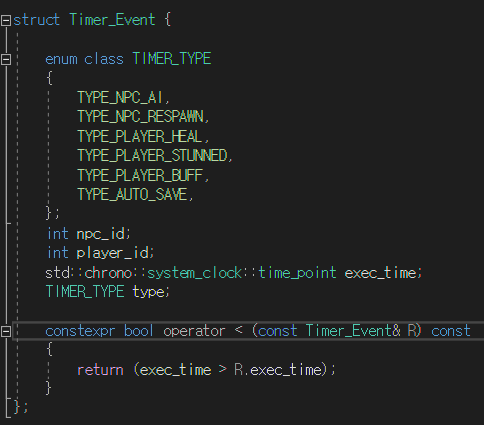 struct Timer_Event {
enum class TIMER_TYPE
{
TYPE_NPC_AI,
TYPE_NPC_RESPAWN,
TYPE_PLAYER_HEAL,
TYPE_PLAYER_STUNNED,
TYPE_PLAYER_BUFF,
TYPE_AUTO_SAVE,
};
int npc_id;
int player_id;
std::chrono::system_clock::time_point exec_time;
TIMER_TYPE type;
constexpr bool operator < (const Timer_Event& R) const
{
return (exec_time > R.exec_time);
}
};